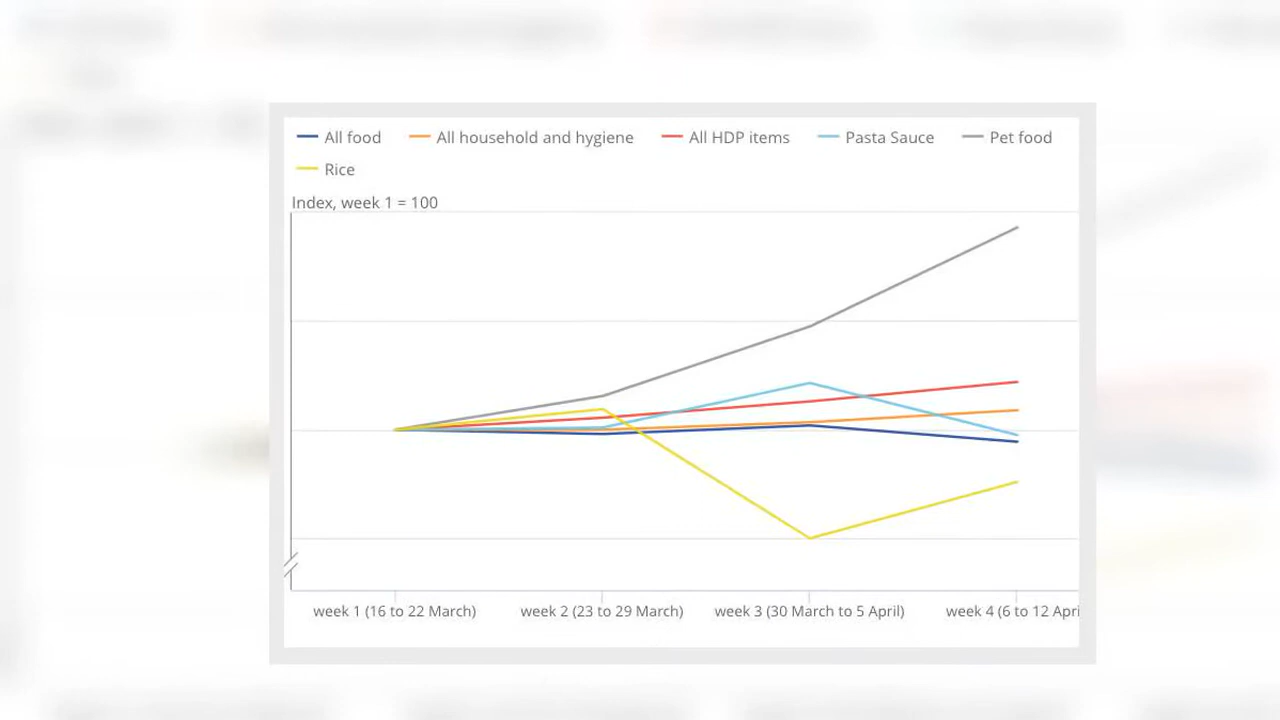 All food All household and hygiene All HDP items Pasta Sauce Pet food
Rice
Index, week 1 = 100
week 1 (16 to 22 March) week 2 (23 to 29 March) week 3 (30 March to 5 April) week 4 (6 to 12 Apri